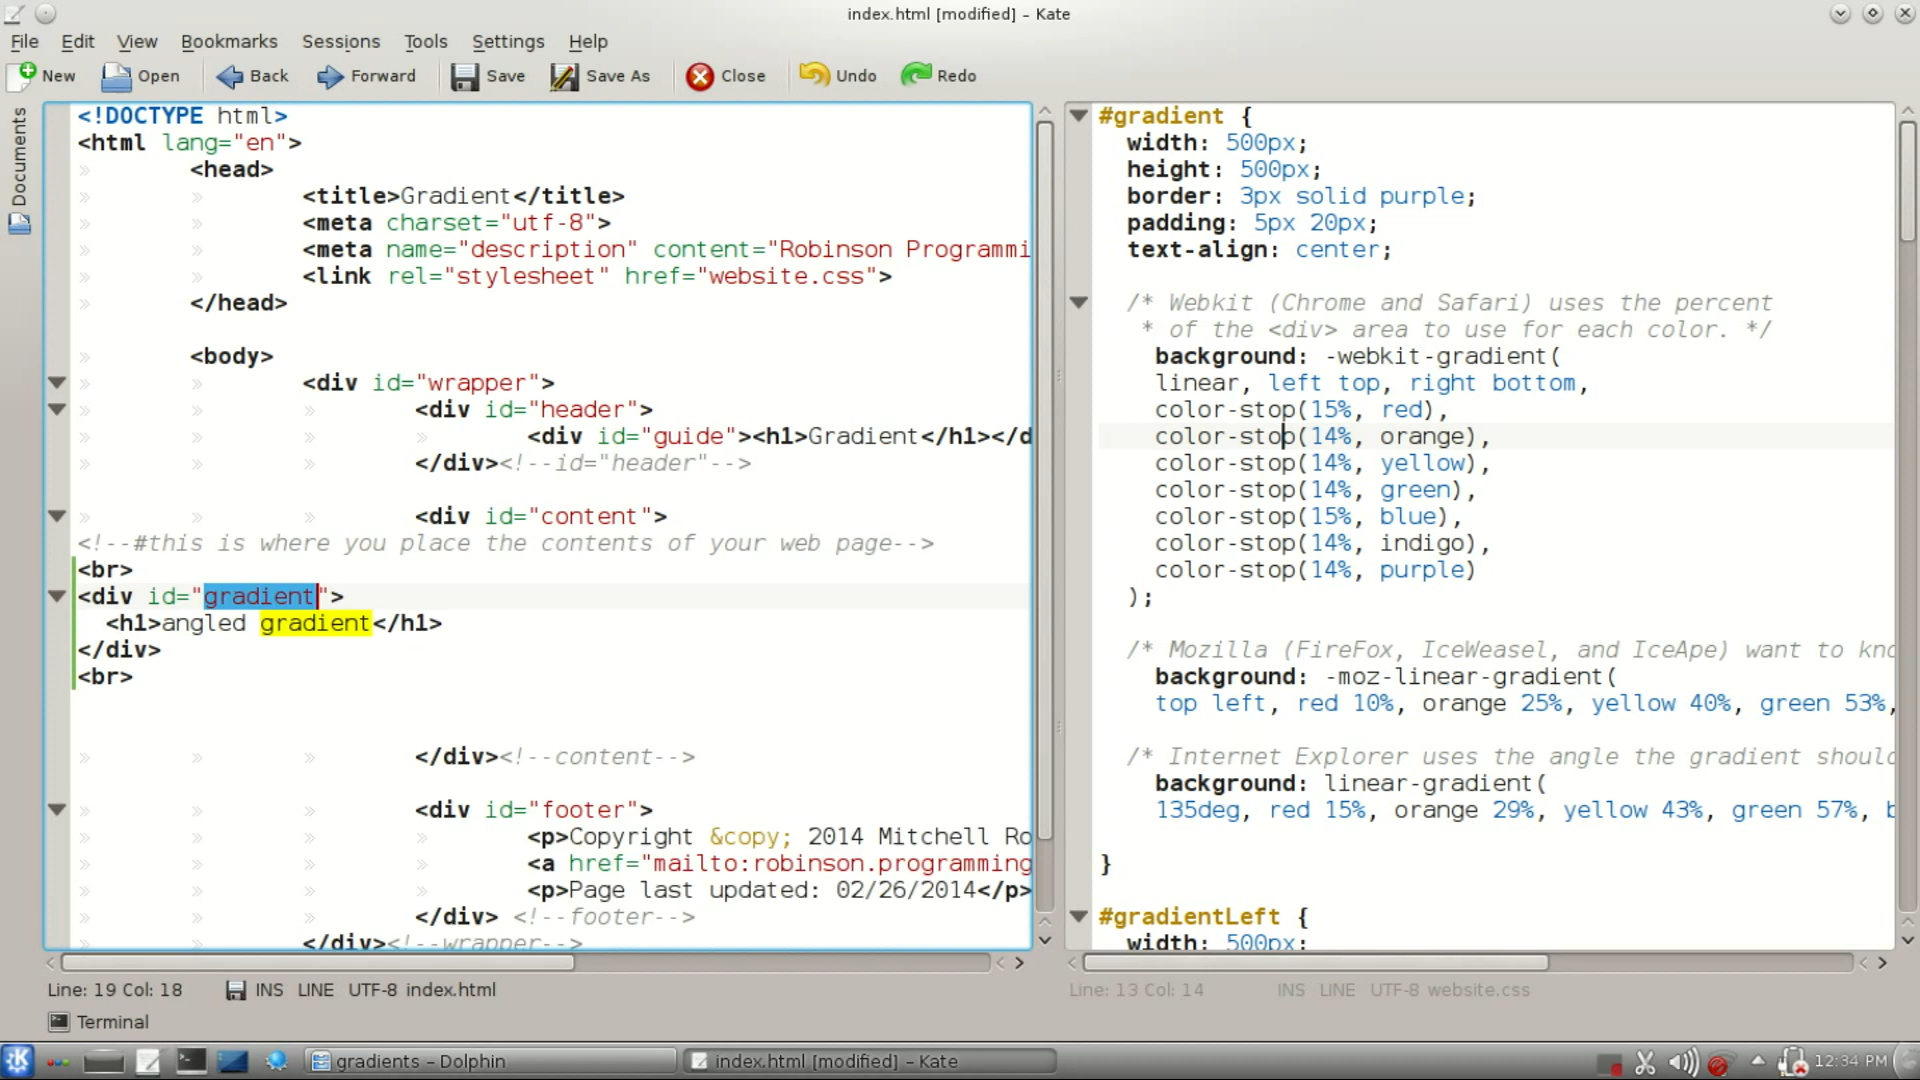 index.html [modified] – Kate
File Edit View Bookmarks Sessions Tools Settings Help
New Open Back Forward Save Save As Close Undo Redo
Documents
<!DOCTYPE html>
<html lang="en">
<head>
<title>Gradient</title>
<meta charset="utf-8">
<meta name="description" content="Robinson Programmi
<link rel="stylesheet" href="website.css">
</head>
<body>
<div id="wrapper">
<div id="header">
<div id="guide"><h1>Gradient</h1></d
</div><!--id="header"-->
<div id="content">
<!--#this is where you place the contents of your web page-->
<br>
<div id="gradient">
<h1>angled gradient</h1>
</div>
<br>
</div><!--content-->
<div id="footer">
<p>Copyright &copy; 2014 Mitchell Ro
<a href="mailto:robinson.programming
<p>Page last updated: 02/26/2014</p>
</div> <!--footer-->
</div><!--wrapper-->
Line: 19 Col: 18 INS LINE UTF-8 index.html
#gradient {
width: 500px;
height: 500px;
border: 3px solid purple;
padding: 5px 20px;
text-align: center;
/* Webkit (Chrome and Safari) uses the percent
* of the <div> area to use for each color. */
background: -webkit-gradient(
linear, left top, right bottom,
color-stop(15%, red),
color-stop(14%, orange),
color-stop(14%, yellow),
color-stop(14%, green),
color-stop(15%, blue),
color-stop(14%, indigo),
color-stop(14%, purple)
);
/* Mozilla (FireFox, IceWeasel, and IceApe) want to kno
background: -moz-linear-gradient(
top left, red 10%, orange 25%, yellow 40%, green 53%,
/* Internet Explorer uses the angle the gradient should
background: linear-gradient(
135deg, red 15%, orange 29%, yellow 43%, green 57%, b
}
#gradientLeft {
width: 500px;
Line: 13 Col: 14 INS LINE UTF-8 website.css
Terminal
gradients – Dolphin
index.html [modified] – Kate
12:34 PM